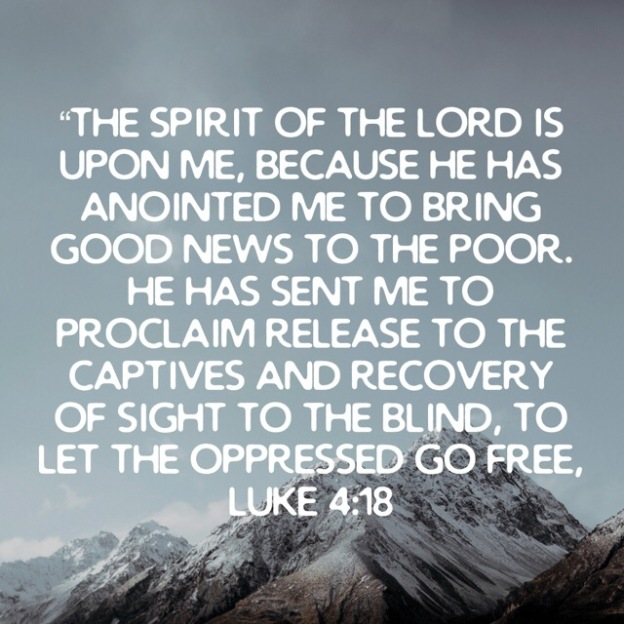 “THE SPIRIT OF THE LORD IS
UPON ME, BECAUSE HE HAS
ANOINTED ME TO BRING
GOOD NEWS TO THE POOR.
HE HAS SENT ME TO
PROCLAIM RELEASE TO THE
CAPTIVES AND RECOVERY
OF SIGHT TO THE BLIND, TO
LET THE OPPRESSED GO FREE,
LUKE 4:18